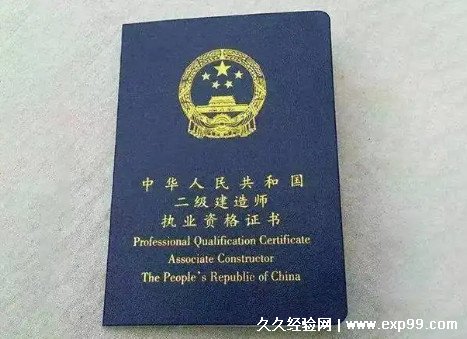 中华人民共和国
二级建造师
执业资格证书
Professional Qualification Certificate
Associate Constructor
The People's Republic of China
久久经验网 | www.exp99.com